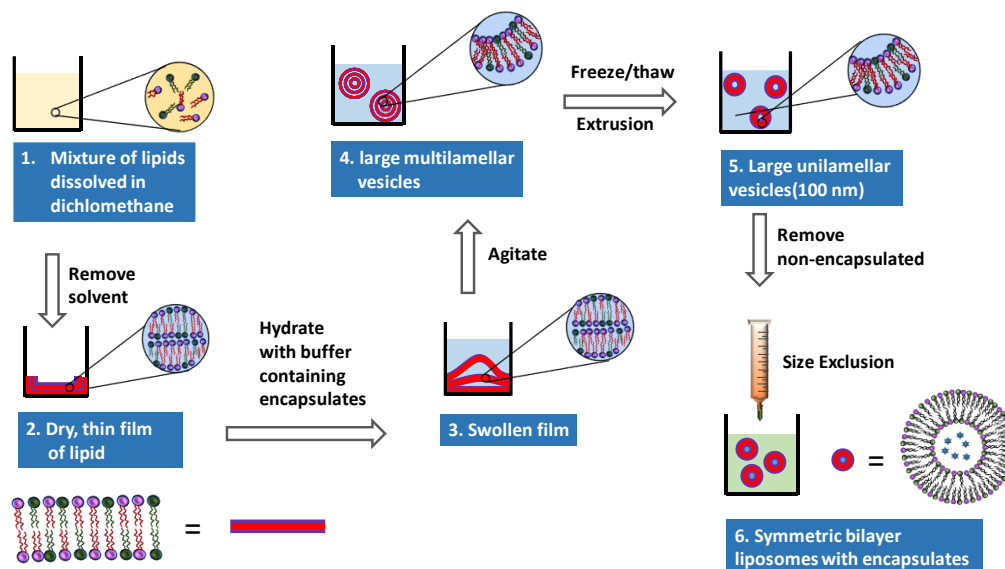 1. Mixture of lipids
dissolved in
dichlomethane
Remove
solvent
2. Dry, thin film
of lipid
=
Hydrate
with buffer
containing
encapsulates
3. Swollen film
Agitate
4. large multilamellar
vesicles
Freeze/thaw
Extrusion
5. Large unilamellar
vesicles(100 nm)
Remove
non-encapsulated
Size Exclusion
=
6. Symmetric bilayer
liposomes with encapsulates